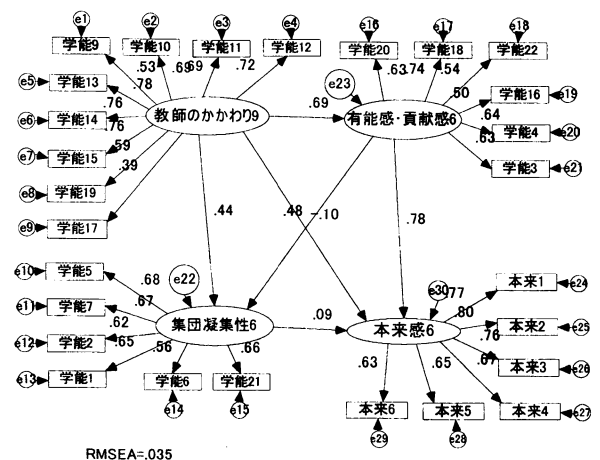 e1 e2 e3 e4 e16 e17 e18
学能9 学能10 学能11 学能12 学能20 学能18 学能22
.53 .69 .72 .63 .74 .54
e5 学能13 .78 e23 .50 学能16 e19
.76 教師のかかわり9 .69 有能感・貢献感6 .64
e6 学能14 .76 学能4 e20
.59 .63
e7 学能15 学能3 e21
.39
e8 学能19
e9 学能17 .44 .48 -.10 .78
e10 学能5 .68 e22 e30 .77 本来1 e24
e11 学能7 .67 .80
.62 集団凝集性6 .09 本来感6 本来2 e25
e12 学能2 .65 .76
.56 .66 .63 .65 .67 本来3 e26
e13 学能1 学能6 学能21
e14 e15 本来6 本来5 本来4 e27
e29 e28
RMSEA=.035